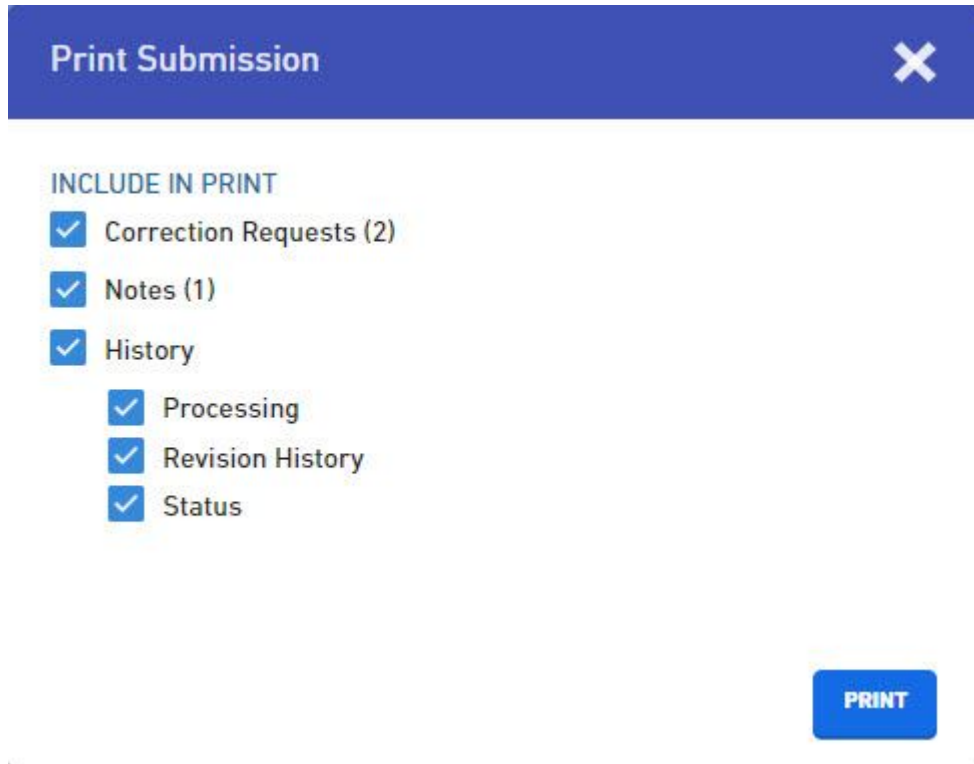 Print Submission
INCLUDE IN PRINT
Correction Requests (2)
Notes (1)
History
Processing
Revision History
Status
PRINT